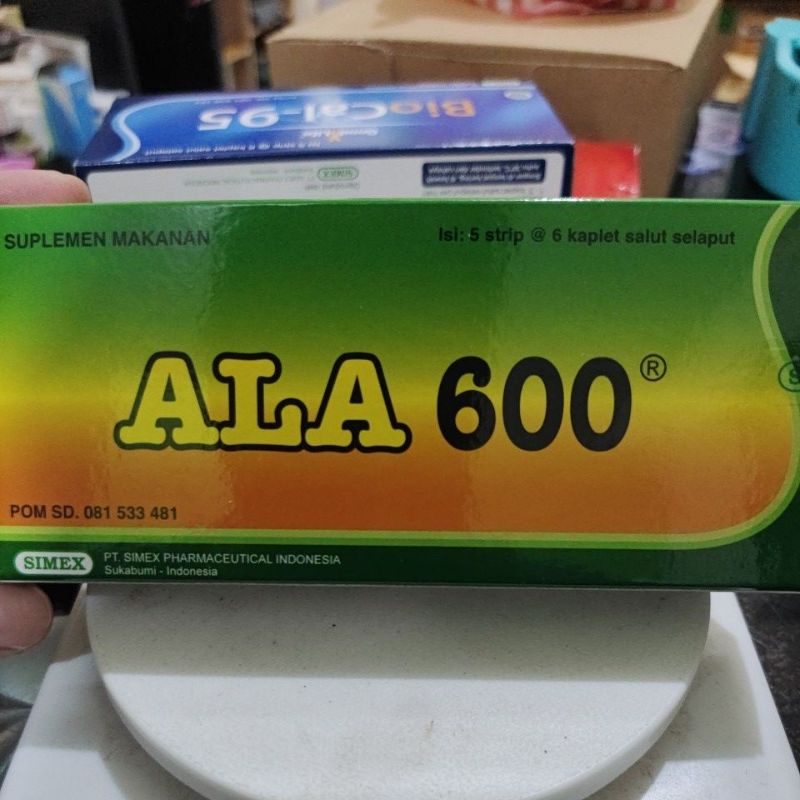 BioCal-95
SIMEX
SUPLEMEN MAKANAN
Isi: 5 strip @ 6 kaplet salut selaput
ALA 600®
POM SD. 081 533 481
SIMEX
PT. SIMEX PHARMACEUTICAL INDONESIA
Sukabumi - Indonesia